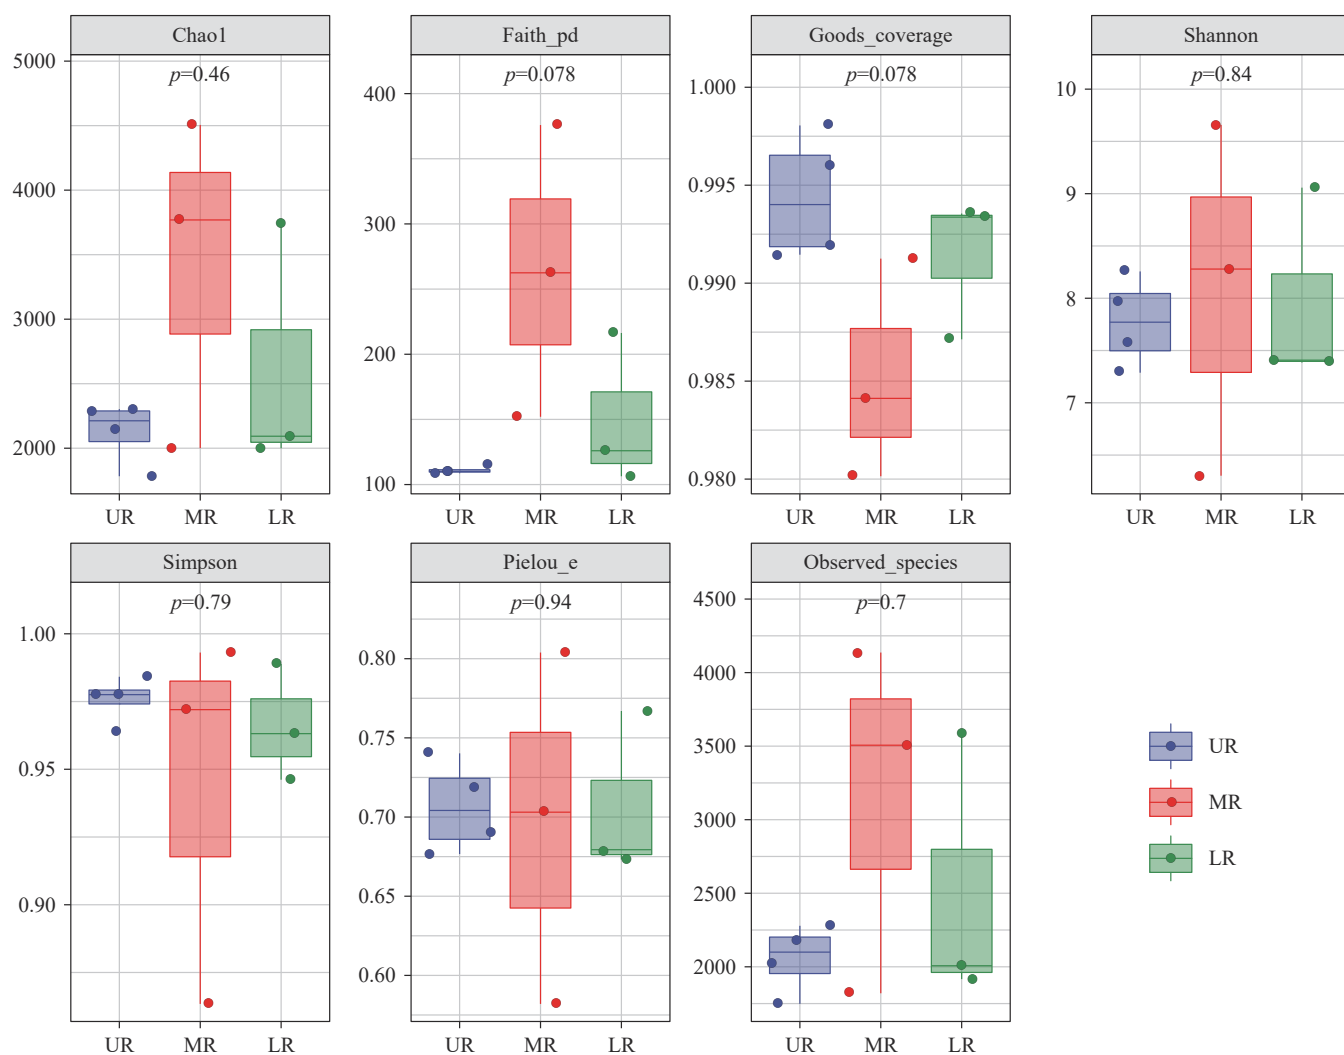 Chao1
p=0.46
5000
4000
3000
2000
UR MR LR
Faith_pd
p=0.078
400
300
200
100
UR MR LR
Goods_coverage
p=0.078
1.000
0.995
0.990
0.985
0.980
UR MR LR
Shannon
p=0.84
10
9
8
7
UR MR LR
Simpson
p=0.79
1.00
0.95
0.90
UR MR LR
Pielou_e
p=0.94
0.80
0.75
0.70
0.65
0.60
UR MR LR
Observed_species
p=0.7
4500
4000
3500
3000
2500
2000
UR MR LR
UR
MR
LR